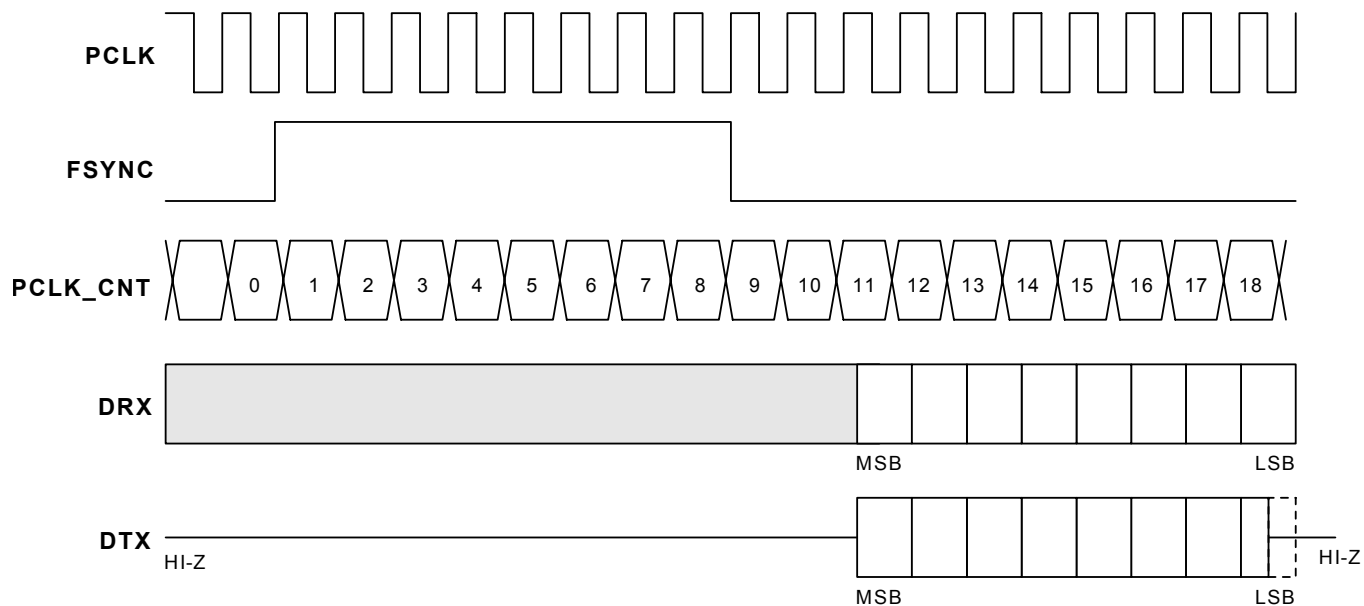 PCLK
FSYNC
PCLK_CNT 0 1 2 3 4 5 6 7 8 9 10 11 12 13 14 15 16 17 18
DRX
MSB LSB
DTX
HI-Z HI-Z
MSB LSB